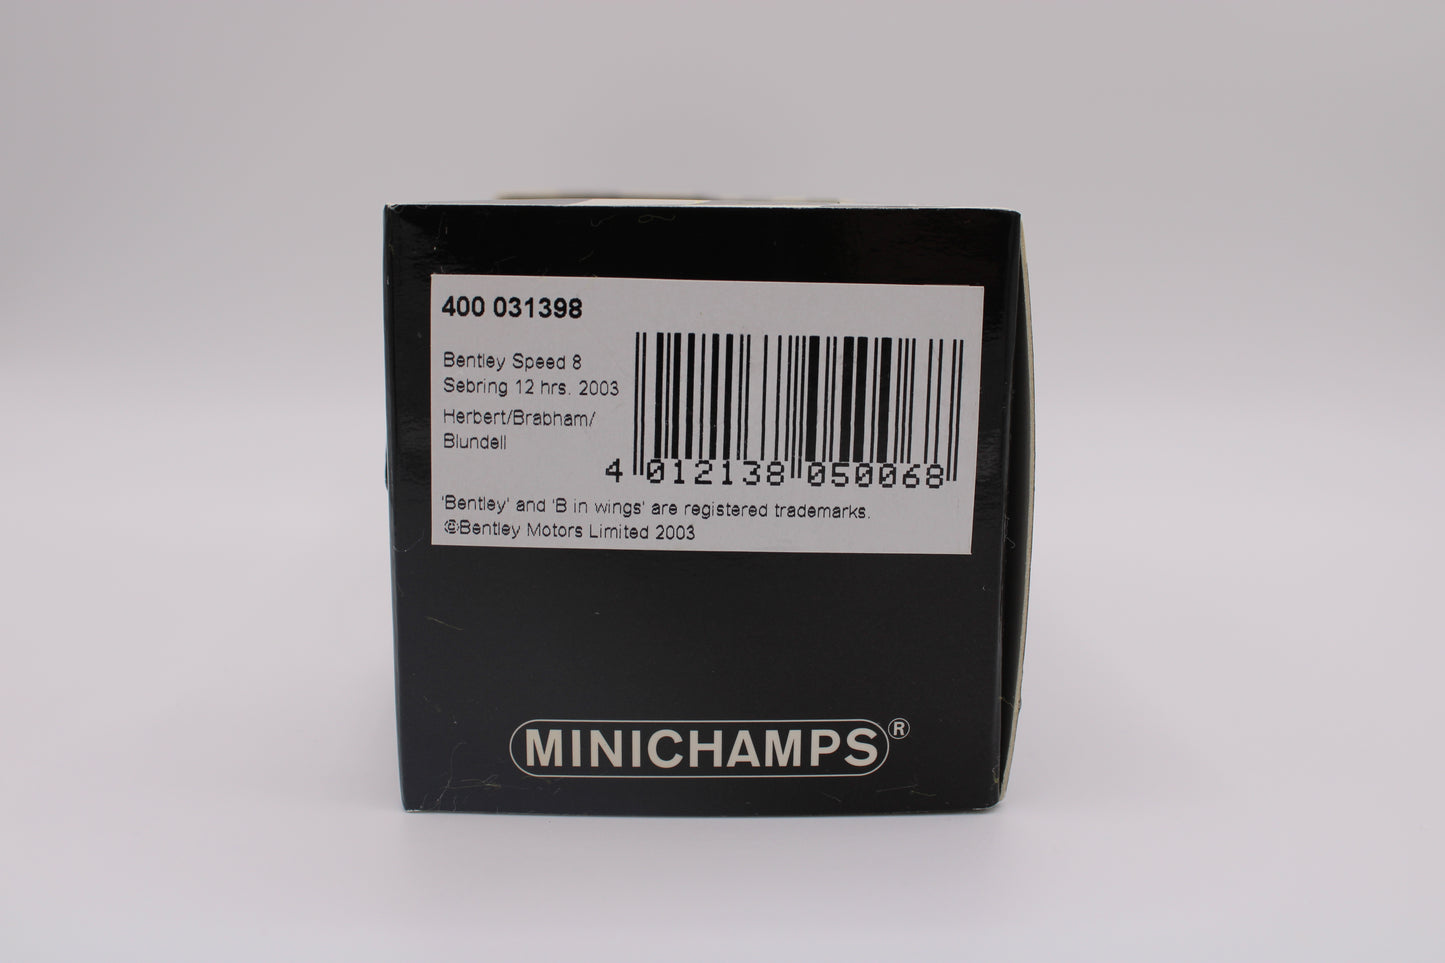 400 031398
Bentley Speed 8
Sebring 12 hrs. 2003
Herbert/Brabham/
Blundell
4 012138 050068
'Bentley' and 'B in wings' are registered trademarks.
©Bentley Motors Limited 2003
MINICHAMPS®